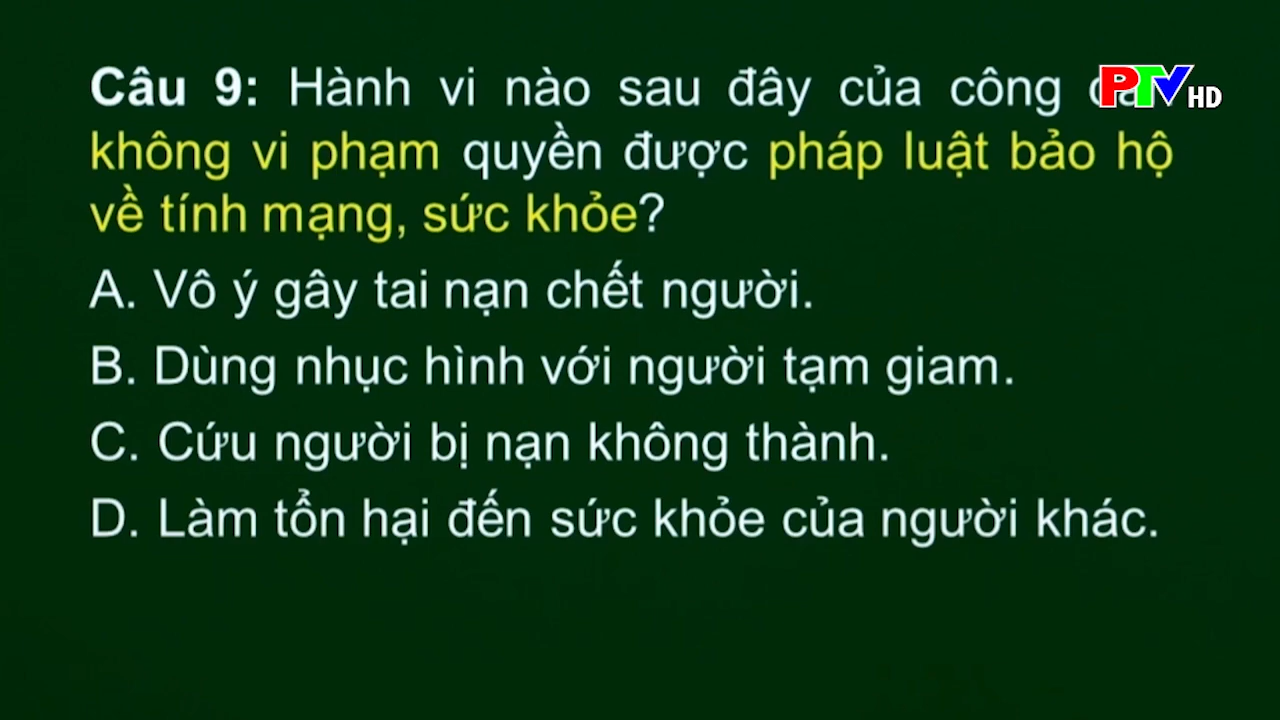 Câu 9: Hành vi nào sau đây của công
PTV HD
không vi phạm quyền được pháp luật bảo hộ
về tính mạng, sức khỏe?
A. Vô ý gây tai nạn chết người.
B. Dùng nhục hình với người tạm giam.
C. Cứu người bị nạn không thành.
D. Làm tổn hại đến sức khỏe của người khác.